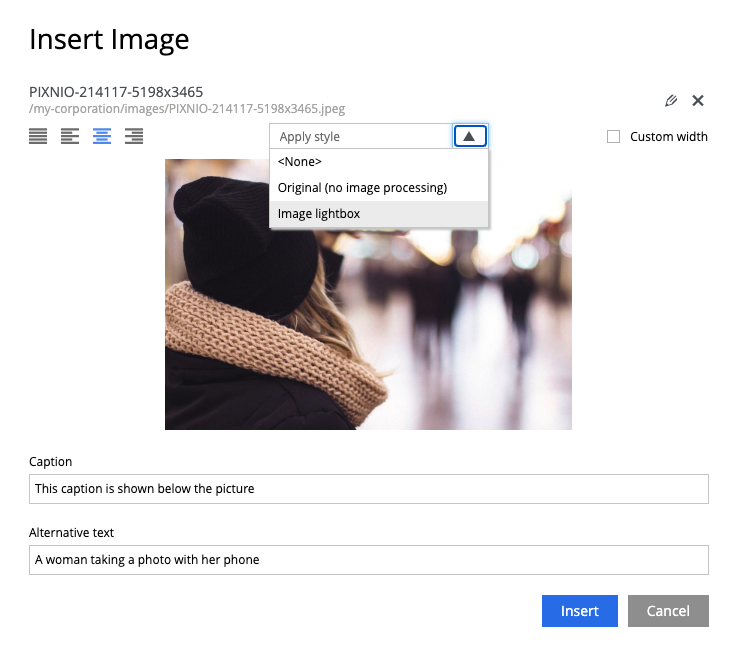 Insert Image
PIXNIO-214117-5198x3465
/my-corporation/images/PIXNIO-214117-5198x3465.jpeg
Apply style
Custom width
<None>
Original (no image processing)
Image lightbox
Caption
This caption is shown below the picture
Alternative text
A woman taking a photo with her phone
Insert
Cancel